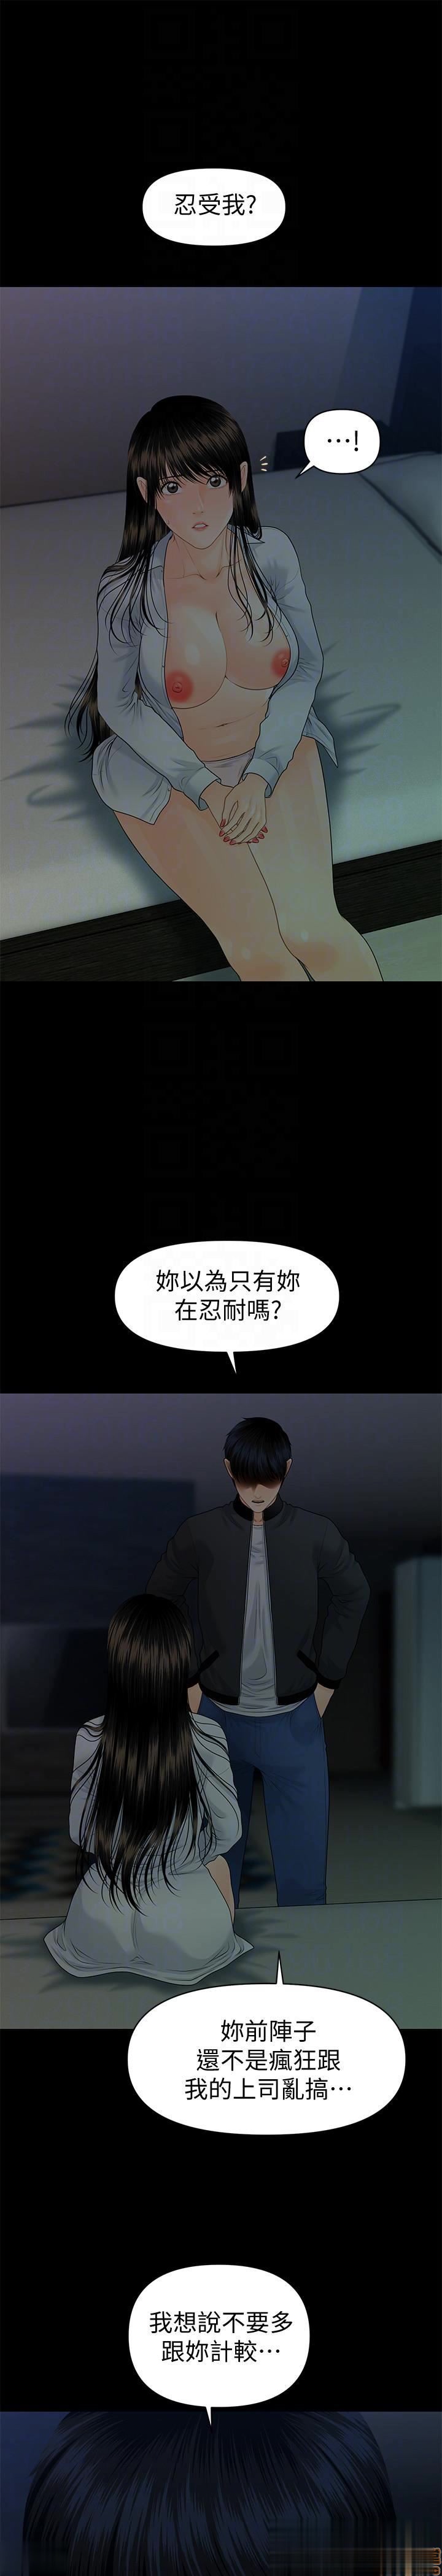 忍受我?
…!
妳以為只有妳
在忍耐嗎?
妳前陣子
還不是瘋狂跟
我的上司亂搞…
我想說不要多
跟妳計較…